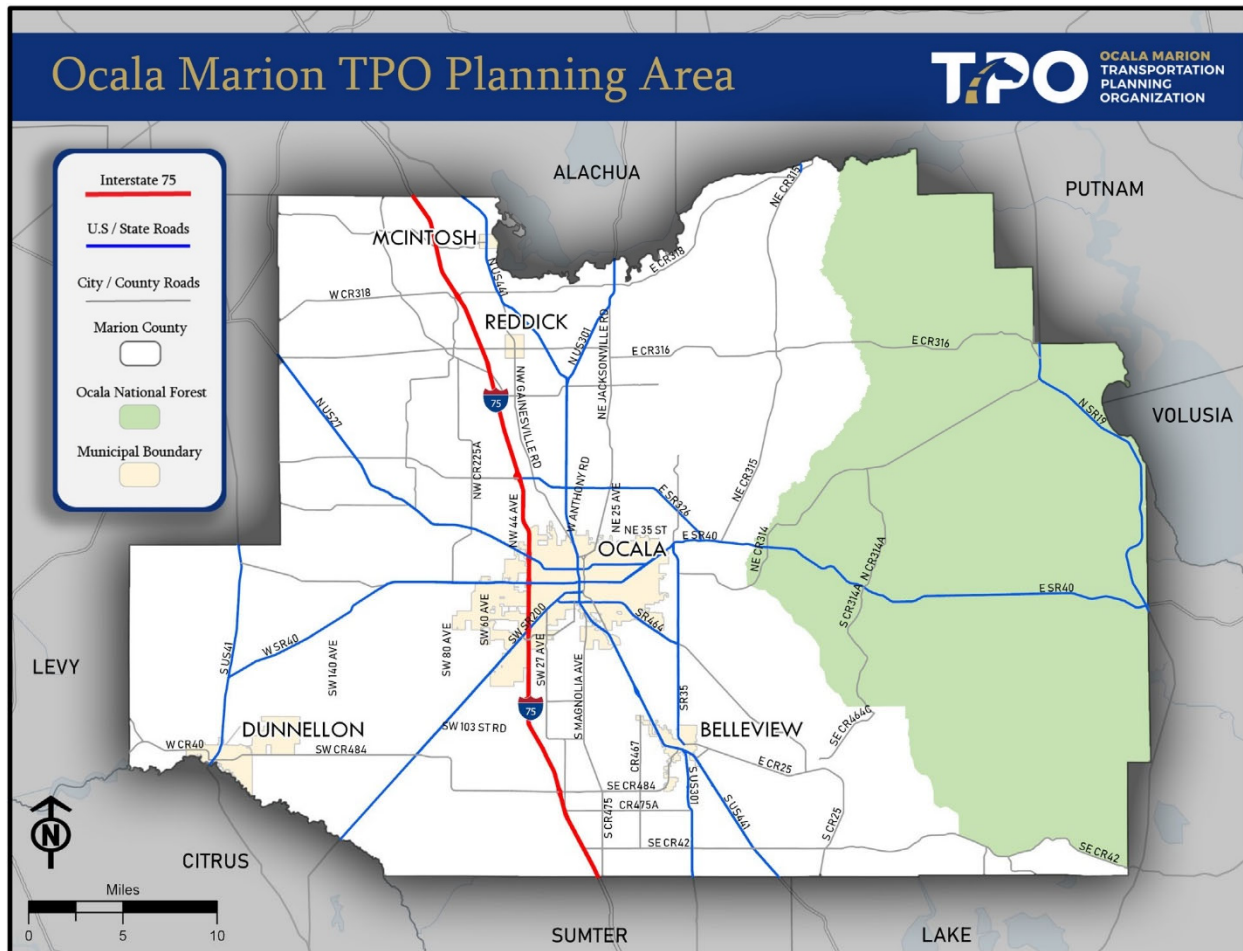 Ocala Marion TPO Planning Area
TPO
OCALA MARION
TRANSPORTATION
PLANNING
ORGANIZATION
Interstate 75
U.S / State Roads
City / County Roads
Marion County
Ocala National Forest
Municipal Boundary
ALACHUA
PUTNAM
VOLUSIA
LEVY
CITRUS
SUMTER
LAKE
MCINTOSH
REDDICK
OCALA
DUNNELLON
BELLEVIEW
NE CR315
N US441
E CR318
W CR318
N US301
NE JACKSONVILLE RD
E CR316
E CR316
75
NW GAINESVILLE RD
N US27
N SR19
NW CR225A
W ANTHONY RD
NE 25 AVE
E SR326
NE CR315
NW 44 AVE
NE 35 ST
E SR40
NE CR314
N CR314A
S CR314A
E SR40
SW 60 AVE
SW SR200
SR464
SW 80 AVE
SW 140 AVE
W SR40
S US41
SW 27 AVE
S MAGNOLIA AVE
SR35
75
SW 103 ST RD
SE CR464C
W CR40
SW CR484
CR467
E CR25
SE CR484
S US301
CR475A
S CR475
S US441
S CR25
SE CR42
SE CR42
N
Miles
0 5 10